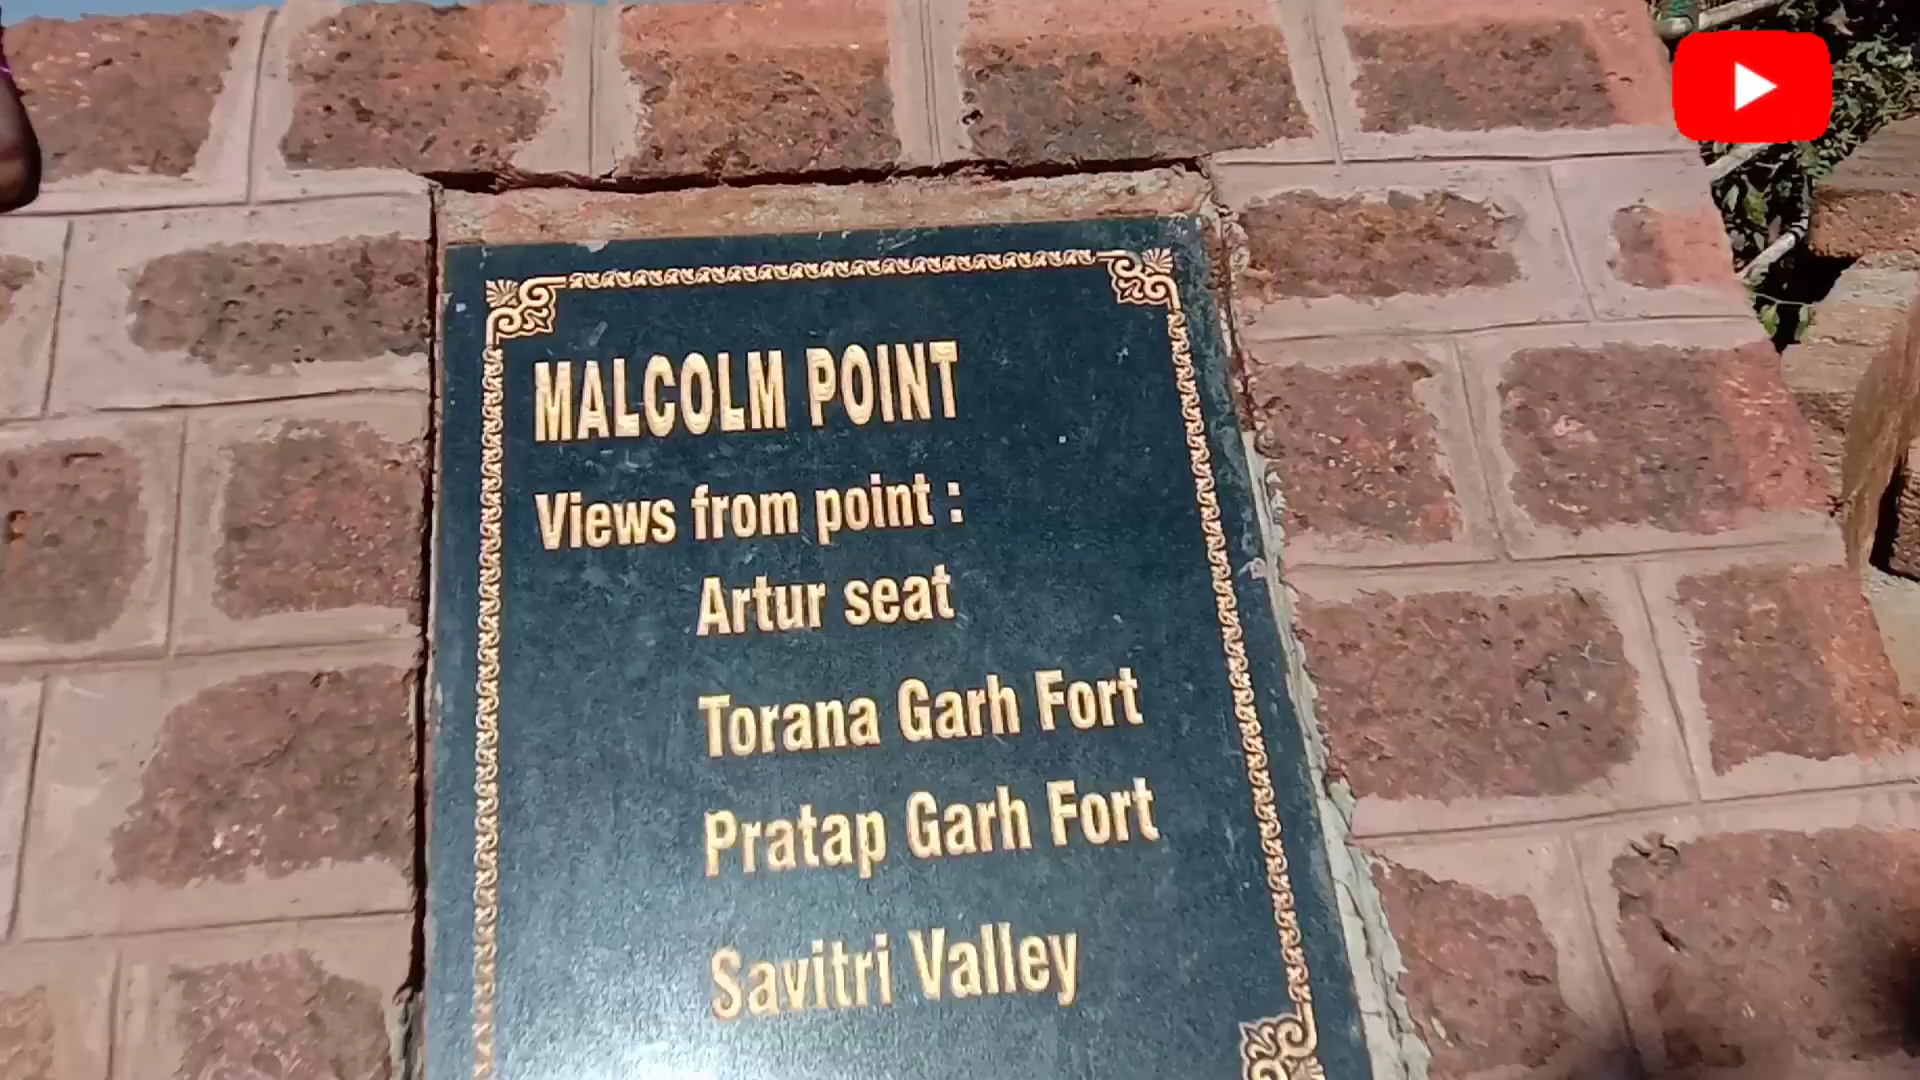 MALCOLM POINT
Views from point :
Artur seat
Torana Garh Fort
Pratap Garh Fort
Savitri Valley